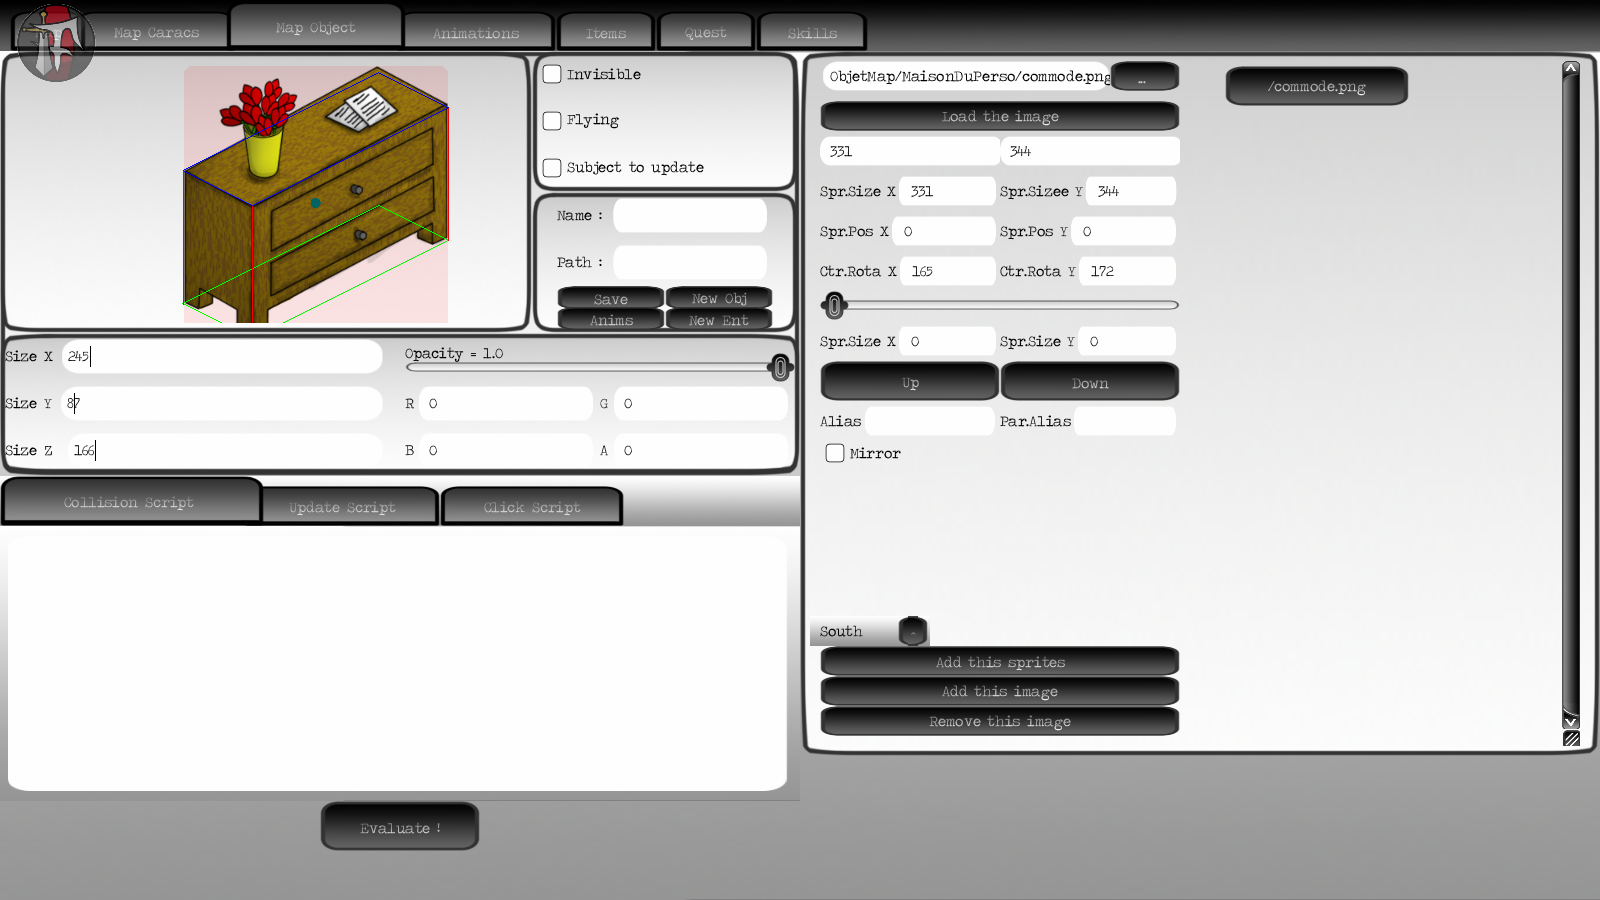 Map Caracs
Map Object
Animations
Items
Quest
Skills
Invisible
Flying
Subject to update
Name :
Path :
Save
New Obj
Anims
New Ent
Size X 245
Size Y 87
Size Z 166
Opacity = 1.0
R 0
G 0
B 0
A 0
Collision Script
Update Script
Click Script
Evaluate !
ObjetMap/MaisonDuPerso/commode.png
...
Load the image
331
344
Spr.Size X 331
Spr.Sizee Y 344
Spr.Pos X 0
Spr.Pos Y 0
Ctr.Rota X 165
Ctr.Rota Y 172
Spr.Size X 0
Spr.Size Y 0
Up
Down
Alias
Par.Alias
Mirror
South
-
Add this sprites
Add this image
Remove this image
/commode.png